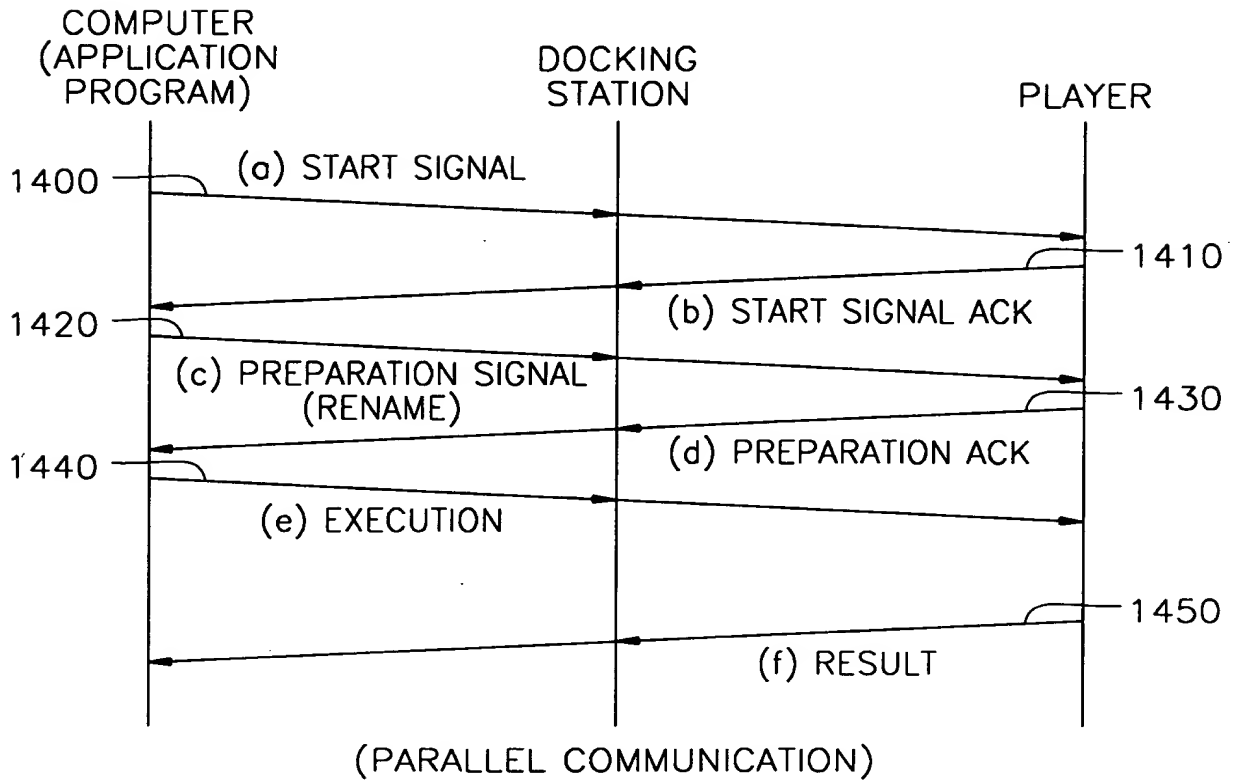 COMPUTER
(APPLICATION
PROGRAM)
DOCKING
STATION
PLAYER
1400
(a) START SIGNAL
1410
(b) START SIGNAL ACK
1420
(c) PREPARATION SIGNAL
(RENAME)
1430
(d) PREPARATION ACK
1440
(e) EXECUTION
1450
(f) RESULT
(PARALLEL COMMUNICATION)